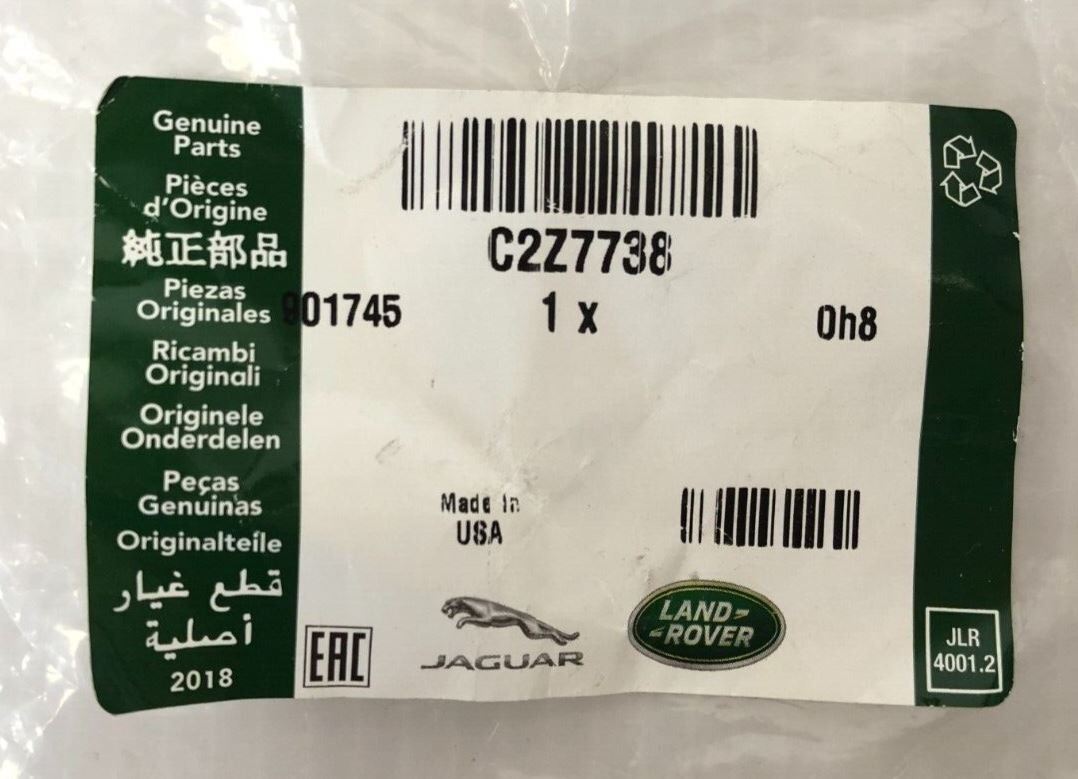 Genuine
Parts
Pièces
d'Origine
純正部品
Piezas
Originales
Ricambi
Originali
Originele
Onderdelen
Peças
Genuinas
Originalteile
قطع غيار
أصلية
2018
C2Z7738
901745 1 x 0h8
Made In
USA
EAC
JAGUAR
LAND-
-ROVER
JLR
4001.2